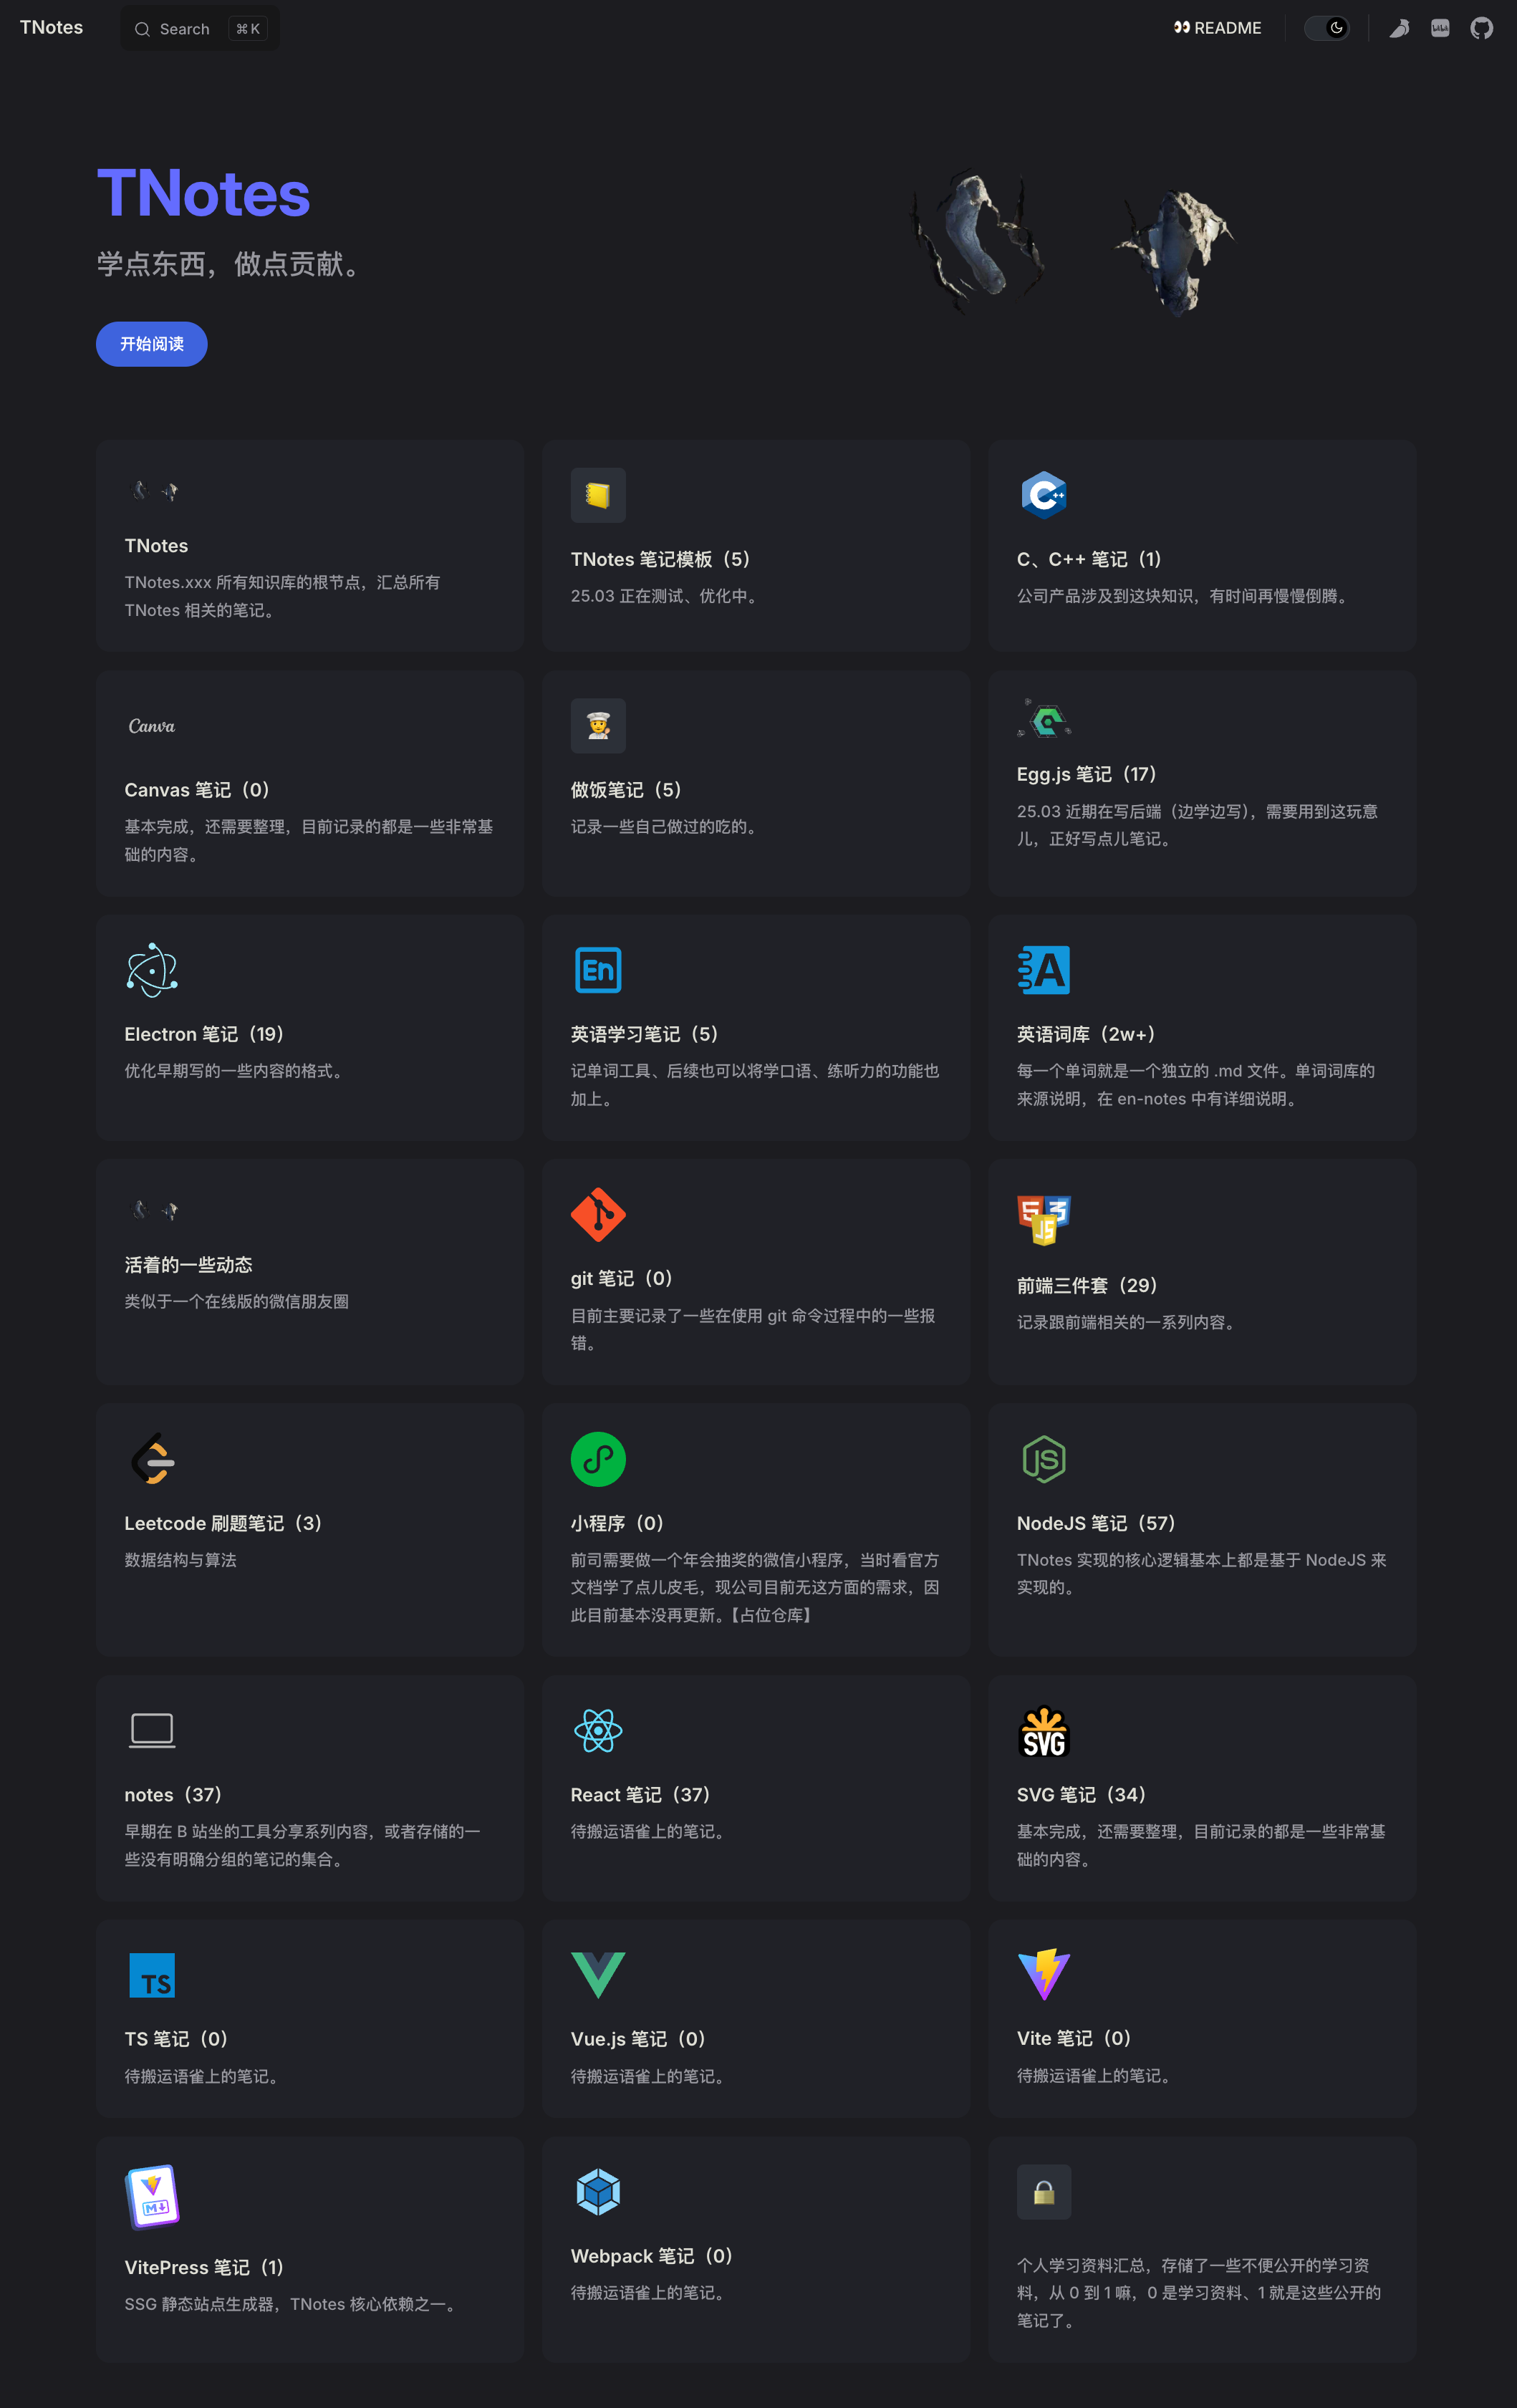 TNotes
Search
⌘ K
👀 README
TNotes
学点东西，做点贡献。
开始阅读
TNotes
TNotes.xxx 所有知识库的根节点，汇总所有
TNotes 相关的笔记。
TNotes 笔记模板（5）
25.03 正在测试、优化中。
C++
C、C++ 笔记（1）
公司产品涉及到这块知识，有时间再慢慢倒腾。
Canva
Canvas 笔记（0）
基本完成，还需要整理，目前记录的都是一些非常基
础的内容。
做饭笔记（5）
记录一些自己做过的吃的。
Egg.js 笔记（17）
25.03 近期在写后端（边学边写），需要用到这玩意
儿，正好写点儿笔记。
Electron 笔记（19）
优化早期写的一些内容的格式。
En
英语学习笔记（5）
记单词工具、后续也可以将学口语、练听力的功能也
加上。
A
英语词库（2w+）
每一个单词就是一个独立的 .md 文件。单词词库的
来源说明，在 en-notes 中有详细说明。
活着的一些动态
类似于一个在线版的微信朋友圈
git 笔记（0）
目前主要记录了一些在使用 git 命令过程中的一些报
错。
5 3
JS
前端三件套（29）
记录跟前端相关的一系列内容。
Leetcode 刷题笔记（3）
数据结构与算法
小程序（0）
前司需要做一个年会抽奖的微信小程序，当时看官方
文档学了点儿皮毛，现公司目前无这方面的需求，因
此目前基本没再更新。【占位仓库】
JS
NodeJS 笔记（57）
TNotes 实现的核心逻辑基本上都是基于 NodeJS 来
实现的。
notes（37）
早期在 B 站坐的工具分享系列内容，或者存储的一
些没有明确分组的笔记的集合。
React 笔记（37）
待搬运语雀上的笔记。
SVG
SVG 笔记（34）
基本完成，还需要整理，目前记录的都是一些非常基
础的内容。
TS
TS 笔记（0）
待搬运语雀上的笔记。
Vue.js 笔记（0）
待搬运语雀上的笔记。
Vite 笔记（0）
待搬运语雀上的笔记。
M↓
VitePress 笔记（1）
SSG 静态站点生成器，TNotes 核心依赖之一。
Webpack 笔记（0）
待搬运语雀上的笔记。
个人学习资料汇总，存储了一些不便公开的学习资
料，从 0 到 1 嘛，0 是学习资料、1 就是这些公开的
笔记了。